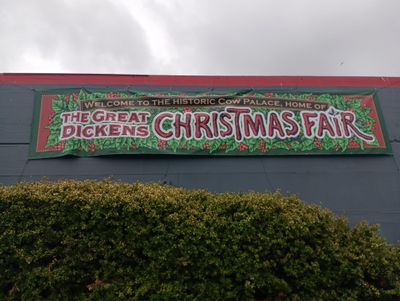 WELCOME TO THE HISTORIC COW PALACE, HOME OF
THE GREAT
DICKENS
CHRISTMAS FAIR